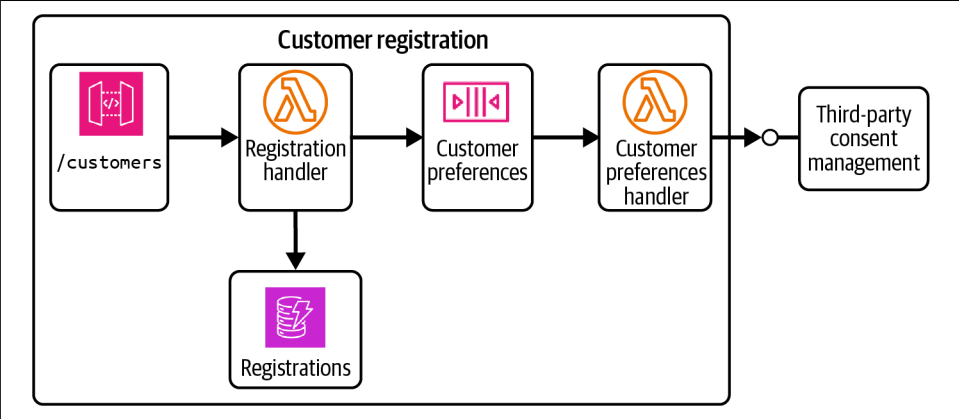 Customer registration
/customers
Registration
handler
Customer
preferences
Customer
preferences
handler
Third-party
consent
management
Registrations